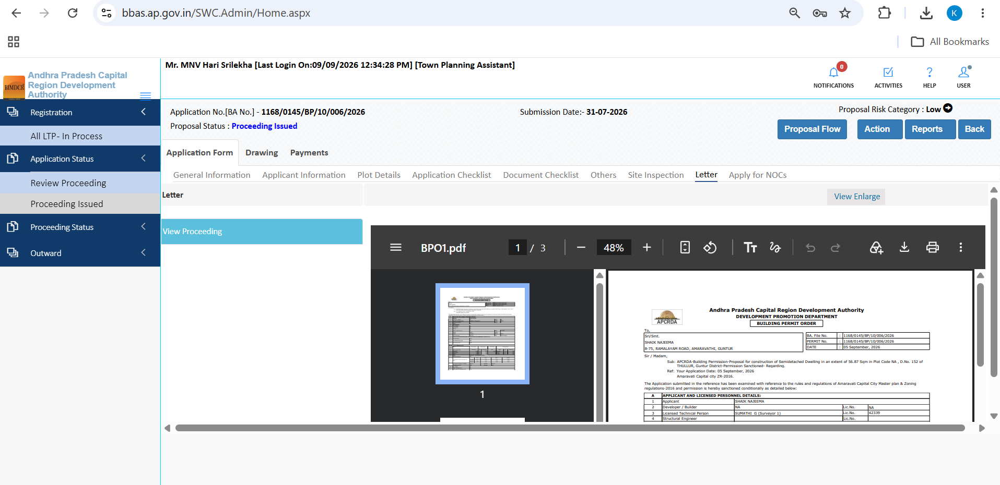 bbas.ap.gov.in/SWC.Admin/Home.aspx
K
All Bookmarks
BIMDCR
Andhra Pradesh Capital
Region Development
Authority
Mr. MNV Hari Srilekha [Last Login On:09/09/2026 12:34:28 PM] [Town Planning Assistant]
0
NOTIFICATIONS
ACTIVITIES
HELP
USER
Registration
All LTP- In Process
Application Status
Review Proceeding
Proceeding Issued
Proceeding Status
Outward
Application No.[BA No.] - 1168/0145/BP/10/006/2026
Submission Date:- 31-07-2026
Proposal Risk Category : Low
Proposal Status : Proceeding Issued
Proposal Flow
Action
Reports
Back
Application Form
Drawing
Payments
General Information
Applicant Information
Plot Details
Application Checklist
Document Checklist
Others
Site Inspection
Letter
Apply for NOCs
Letter
View Enlarge
View Proceeding
BPO1.pdf
1 / 3
48%
1
APCRDA
Andhra Pradesh Capital Region Development Authority
DEVELOPMENT PROMOTION DEPARTMENT
BUILDING PERMIT ORDER
To,
Sri/Smt.
SHAIK NAJEEMA
8-75, RAMALAYAM ROAD, AMARAVATHI, GUNTUR
BA. File No. : 1168/0145/BP/10/006/2026
PERMIT No. : 1168/0145/BP/10/006/2026
DATE : 05 September, 2026
Sir / Madam,
Sub: APCRDA-Building Permission-Proposal for construction of Semidetached Dwelling in an extent of 56.87 Sqm in Plot Code NA , D.No. 152 of
THULLUR, Guntur District-Permission Sanctioned- Regarding.
Ref: Your Application Date: 05 September, 2026
Amaravati Capital city ZR-2016.
The Application submitted in the reference has been examined with reference to the rules and regulations of Amaravati Capital City Master plan & Zoning
regulations-2016 and permission is hereby sanctioned conditionally as detailed below:
A APPLICANT AND LICENSED PERSONNEL DETAILS:
1 Applicant SHAIK NAJEEMA
2 Developer / Builder NA Lic.No. NA
3 Licensed Technical Person SUMATHI G (Surveyor 1) Lic.No. 42339
4 Structural Engineer Lic.No.